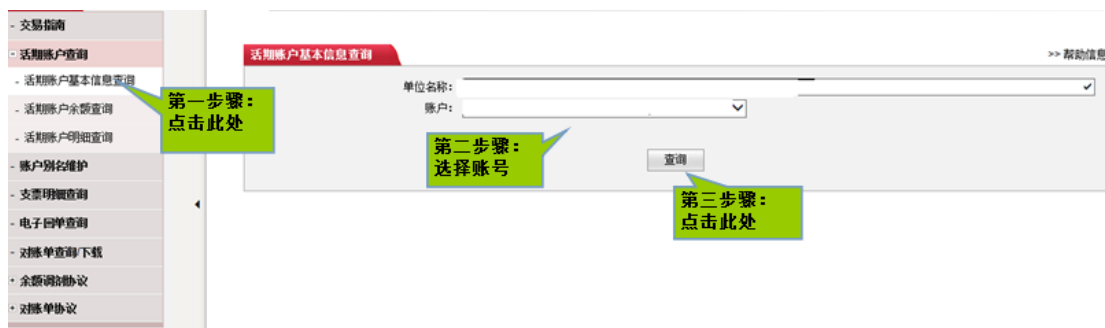 - 交易指南
- 活期账户查询
- 活期账户基本信息查询
- 活期账户余额查询
- 活期账户明细查询
- 账户别名维护
- 支票明细查询
- 电子回单查询
- 对账单查询/下载
+ 余额调节协议
+ 对账单协议
活期账户基本信息查询
>> 帮助信息
单位名称:
账户:
查询
第一步骤:
点击此处
第二步骤:
选择账号
第三步骤:
点击此处